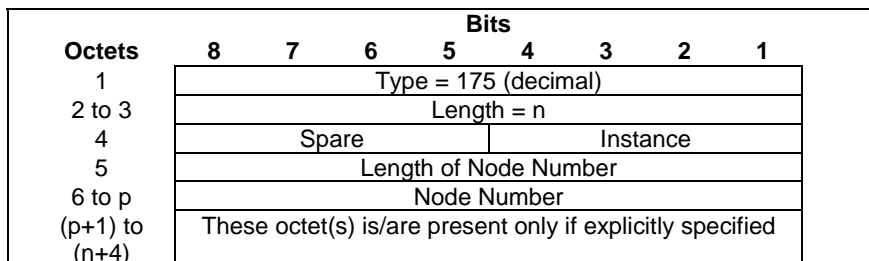 Bits
Octets 8 7 6 5 4 3 2 1
1 Type = 175 (decimal)
2 to 3 Length = n
4 Spare Instance
5 Length of Node Number
6 to p Node Number
(p+1) to These octet(s) is/are present only if explicitly specified
(n+4)